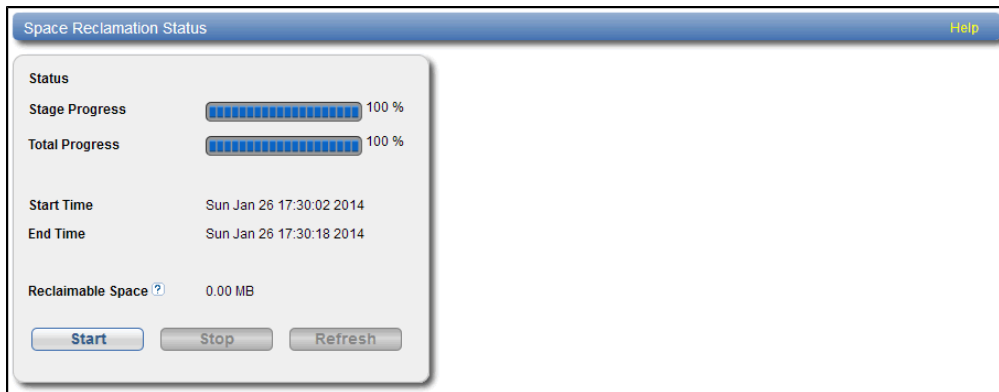 Space Reclamation Status Help
Status
Stage Progress 100 %
Total Progress 100 %
Start Time Sun Jan 26 17:30:02 2014
End Time Sun Jan 26 17:30:18 2014
Reclaimable Space ? 0.00 MB
Start Stop Refresh